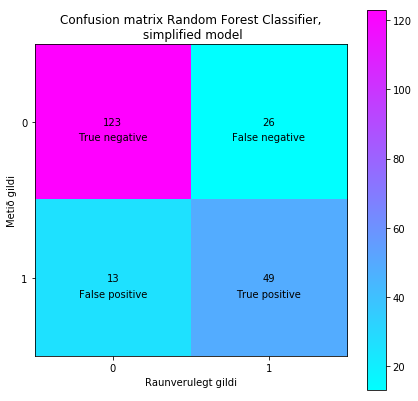 Confusion matrix Random Forest Classifier,
simplified model
Metið gildi
0
1
123
True negative
26
False negative
13
False positive
49
True positive
0
1
Raunverulegt gildi
120
100
80
60
40
20